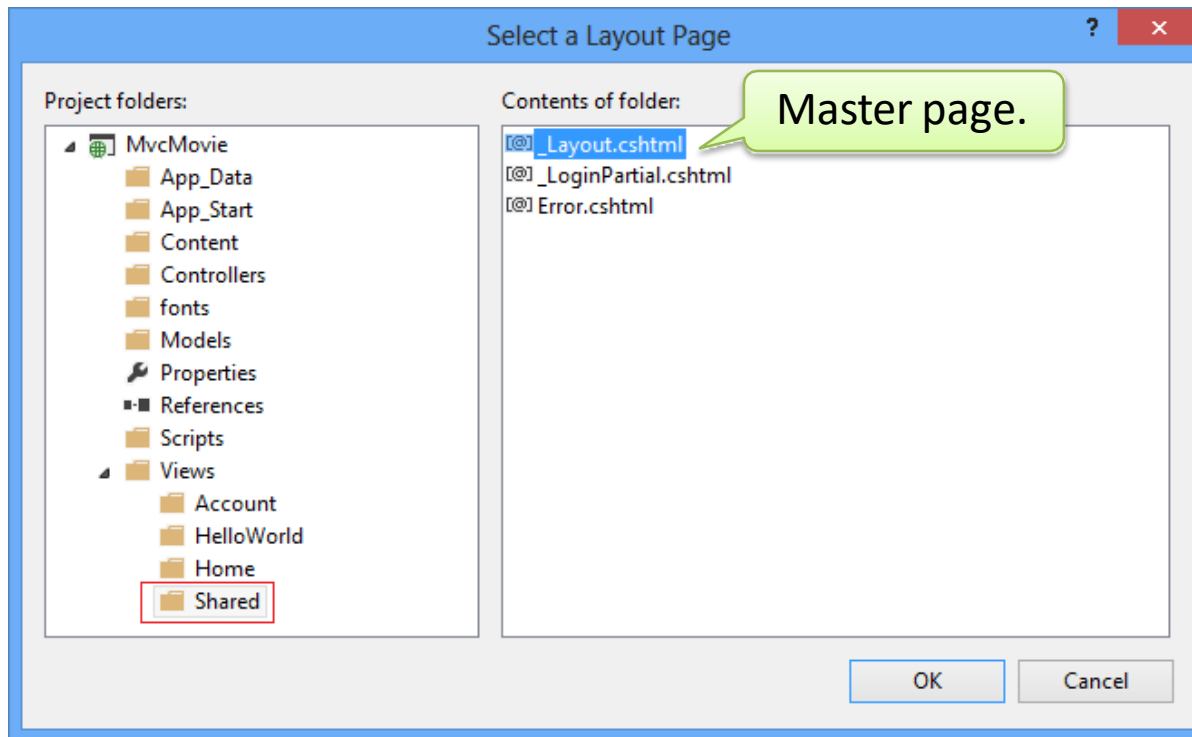 Select a Layout Page
?
×
Project folders:
Contents of folder:
Master page.
MvcMovie
App_Data
App_Start
Content
Controllers
fonts
Models
Properties
References
Scripts
Views
Account
HelloWorld
Home
Shared
[@] _Layout.cshtml
[@] _LoginPartial.cshtml
[@] Error.cshtml
OK
Cancel